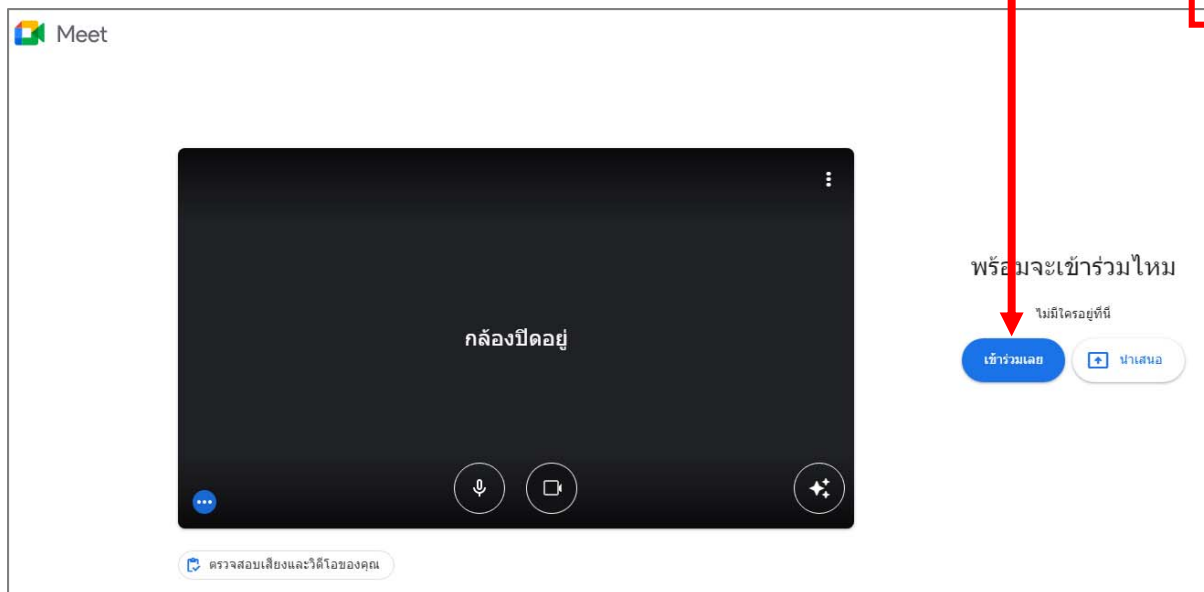 Meet
กล้องปิดอยู่
พร้อมจะเข้าร่วมไหม
ไม่มีใครอยู่ที่นี่
เข้าร่วมเลย
นำเสนอ
ตรวจสอบเสียงและวิดีโอของคุณ